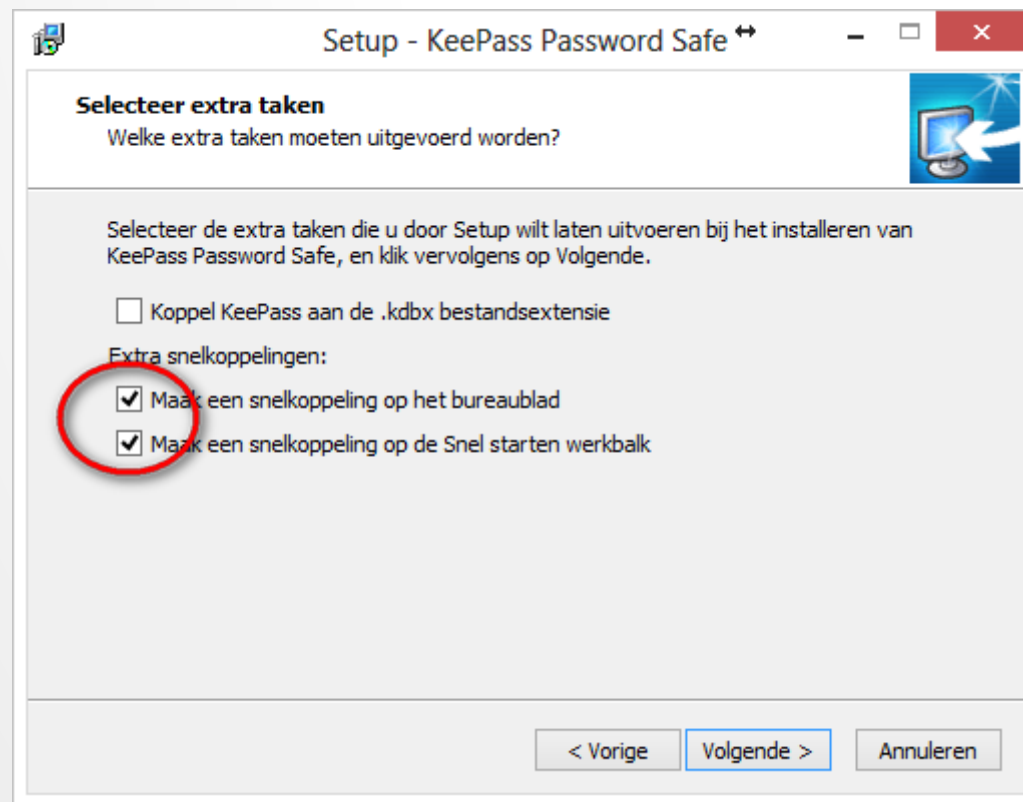 Setup - KeePass Password Safe
Selecteer extra taken
Welke extra taken moeten uitgevoerd worden?
Selecteer de extra taken die u door Setup wilt laten uitvoeren bij het installeren van
KeePass Password Safe, en klik vervolgens op Volgende.
Koppel KeePass aan de .kdbx bestandsextensie
Extra snelkoppelingen:
Maak een snelkoppeling op het bureaublad
Maak een snelkoppeling op de Snel starten werkbalk
< Vorige
Volgende >
Annuleren